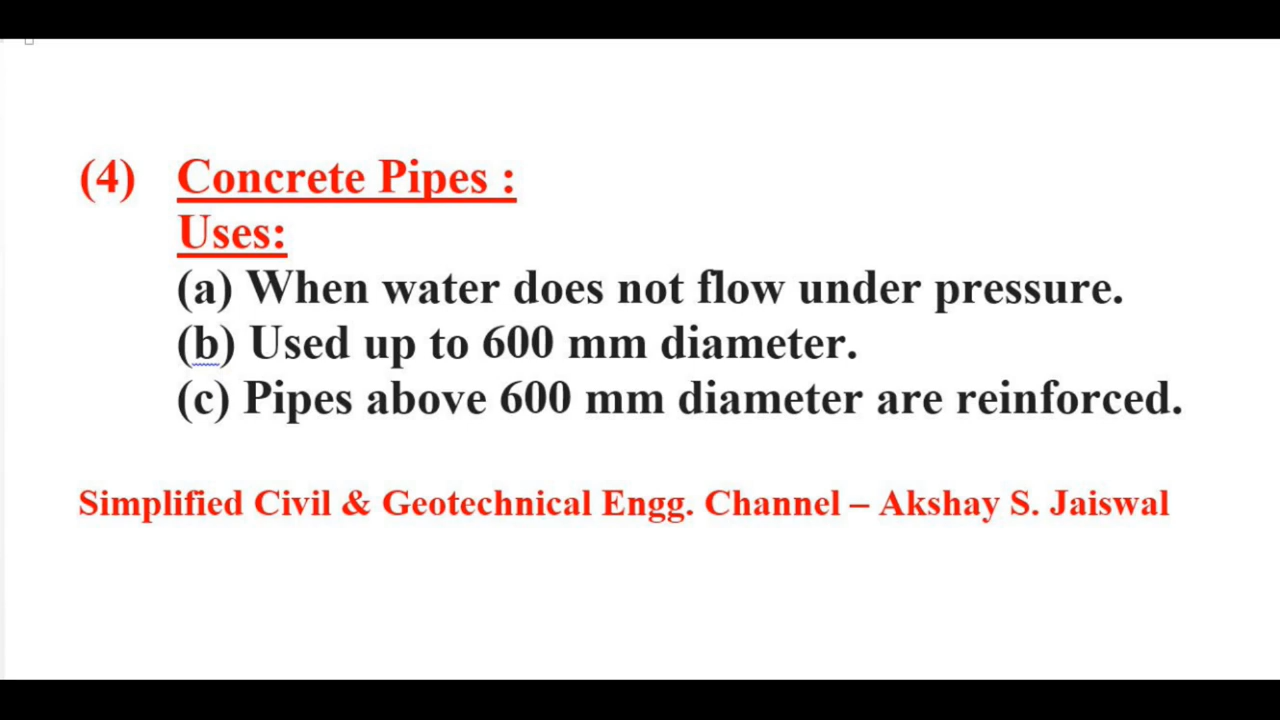 (4) Concrete Pipes :
Uses:
(a) When water does not flow under pressure.
(b) Used up to 600 mm diameter.
(c) Pipes above 600 mm diameter are reinforced.
Simplified Civil & Geotechnical Engg. Channel – Akshay S. Jaiswal